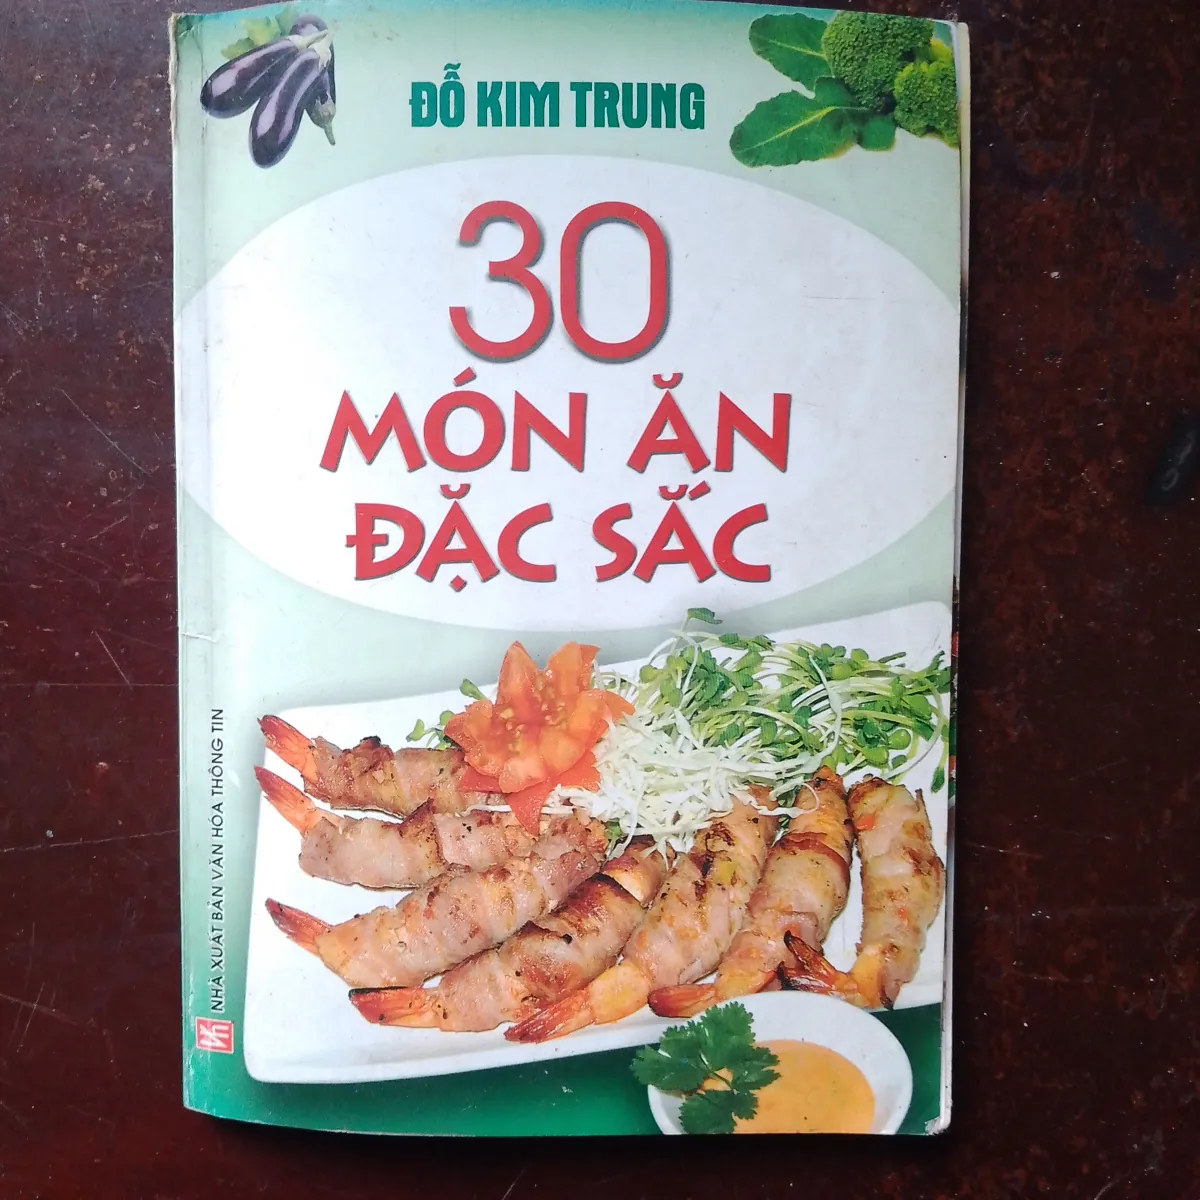 ĐỖ KIM TRUNG
30
MÓN ĂN
ĐẶC SẮC
NHÀ XUẤT BẢN VĂN HÓA THÔNG TIN